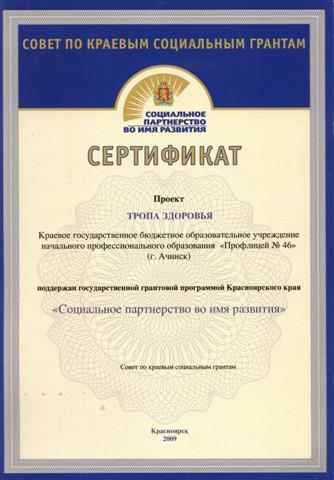 СОВЕТ ПО КРАЕВЫМ СОЦИАЛЬНЫМ ГРАНТАМ
СОЦИАЛЬНОЕ
ПАРТНЕРСТВО
ВО ИМЯ РАЗВИТИЯ
СЕРТИФИКАТ
Проект
ТРОПА ЗДОРОВЬЯ
Краевое государственное бюджетное образовательное учреждение
начального профессионального образования «Профлицей № 46»
(г. Ачинск)
поддержан государственной грантовой программой Красноярского края
«Социальное партнерство во имя развития»
Совет по краевым социальным грантам
Красноярск
2009